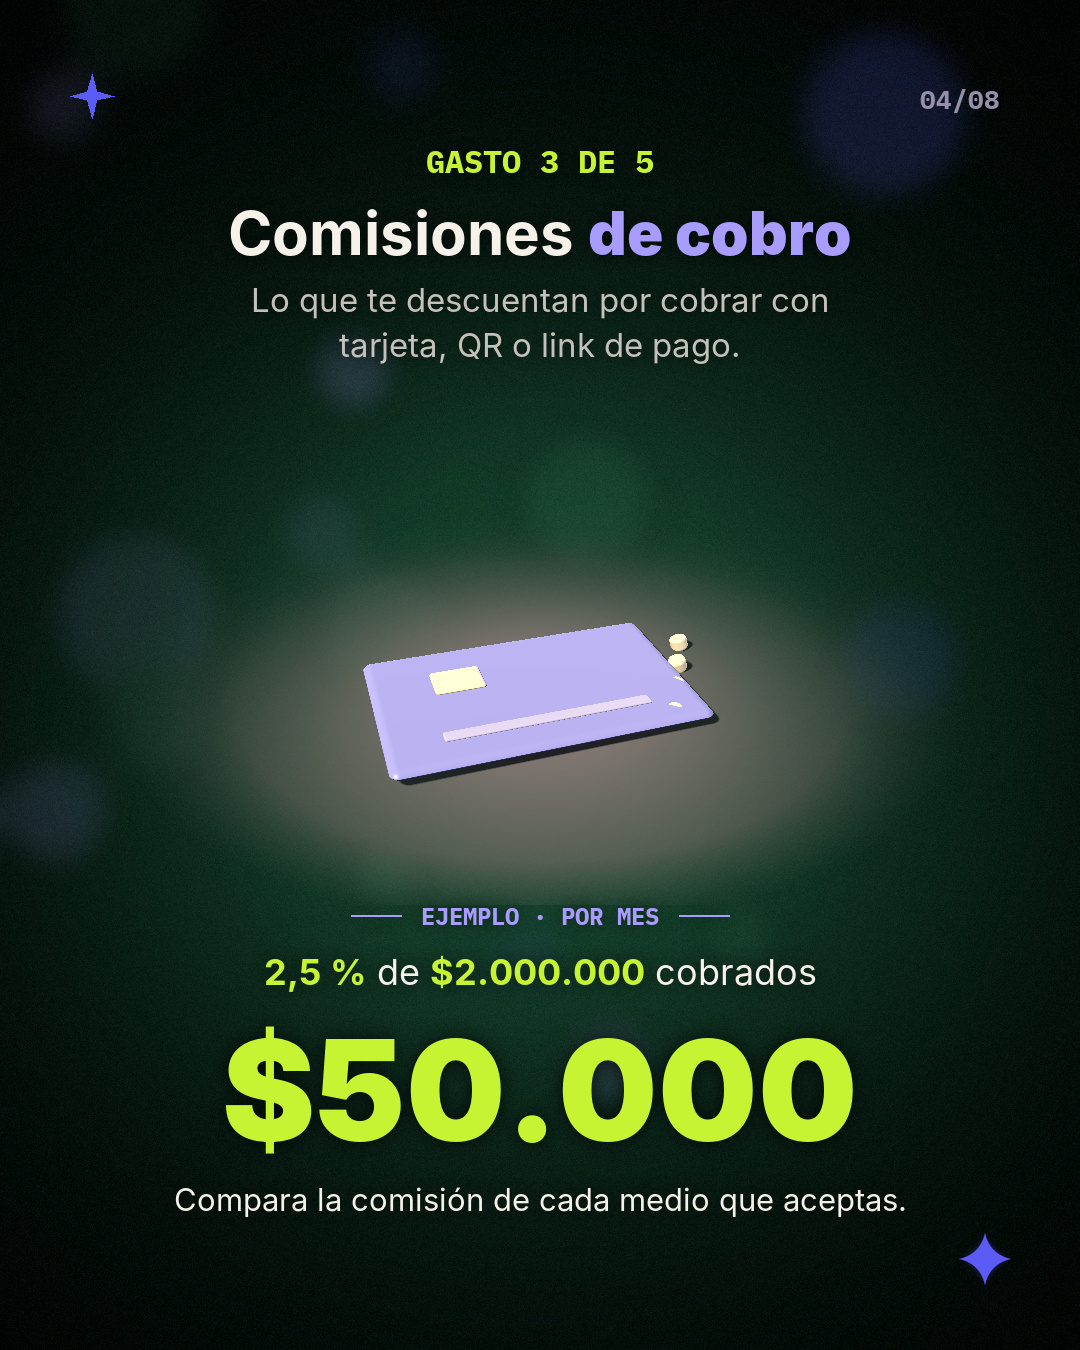 04/08
GASTO 3 DE 5
Comisiones de cobro
Lo que te descuentan por cobrar con
tarjeta, QR o link de pago.
EJEMPLO · POR MES
2,5 % de $2.000.000 cobrados
$50.000
Compara la comisión de cada medio que aceptas.